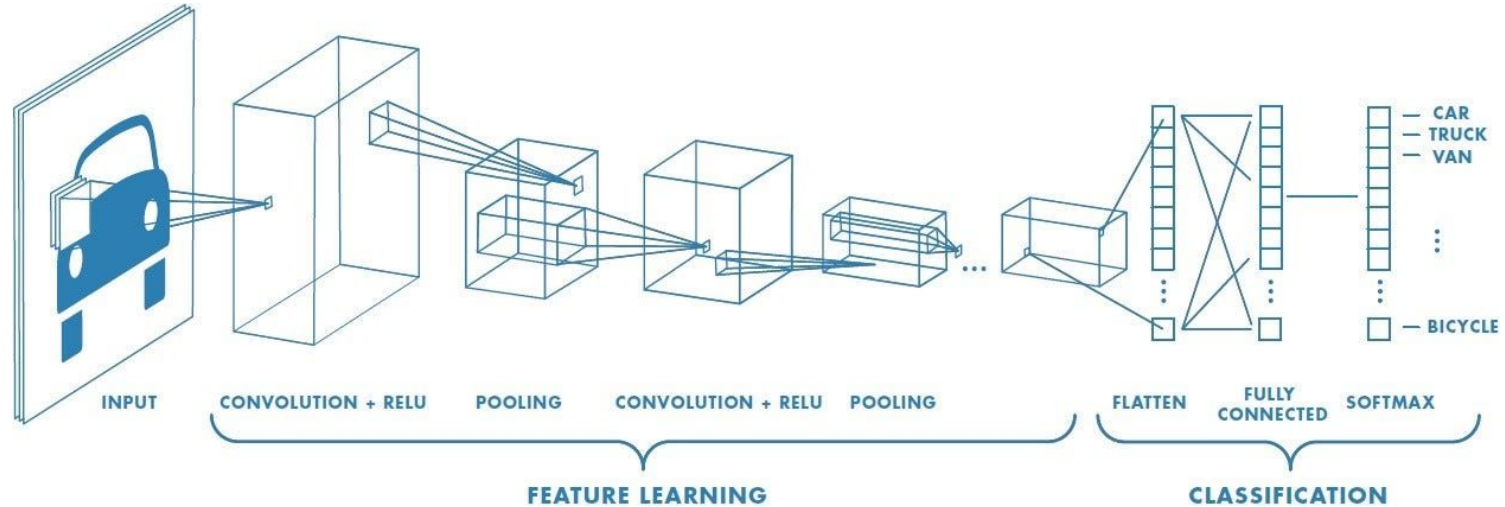 CAR
TRUCK
VAN
BICYCLE
INPUT
CONVOLUTION + RELU
POOLING
CONVOLUTION + RELU
POOLING
FLATTEN
FULLY
CONNECTED
SOFTMAX
FEATURE LEARNING
CLASSIFICATION